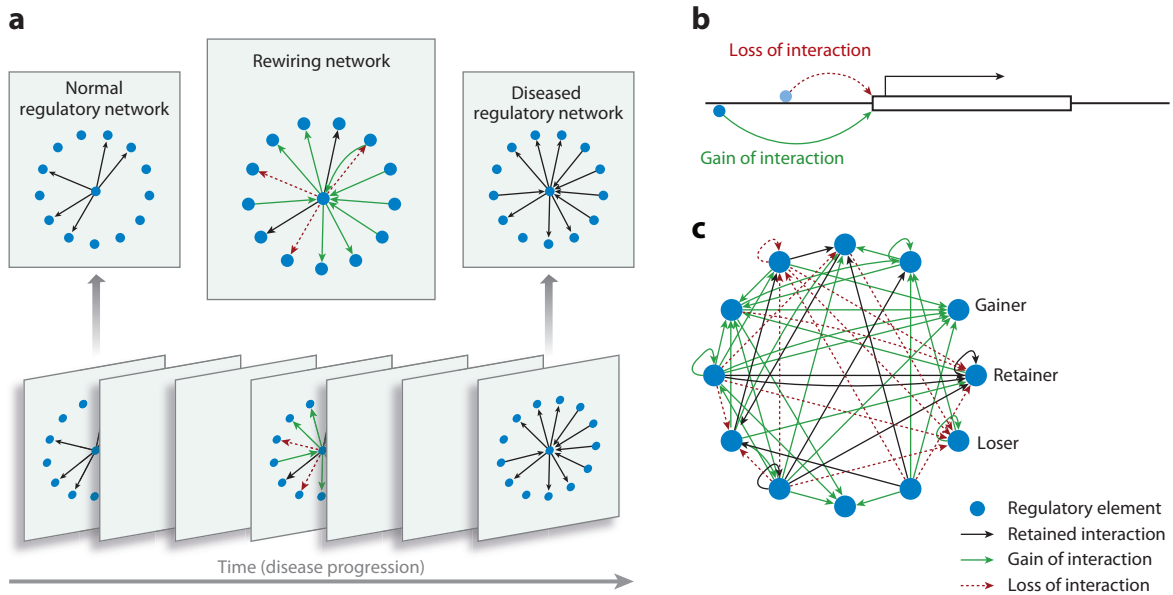 a
Normal
regulatory network
Rewiring network
Diseased
regulatory network
Time (disease progression)
b
Loss of interaction
Gain of interaction
c
Gainer
Retainer
Loser
Regulatory element
Retained interaction
Gain of interaction
Loss of interaction